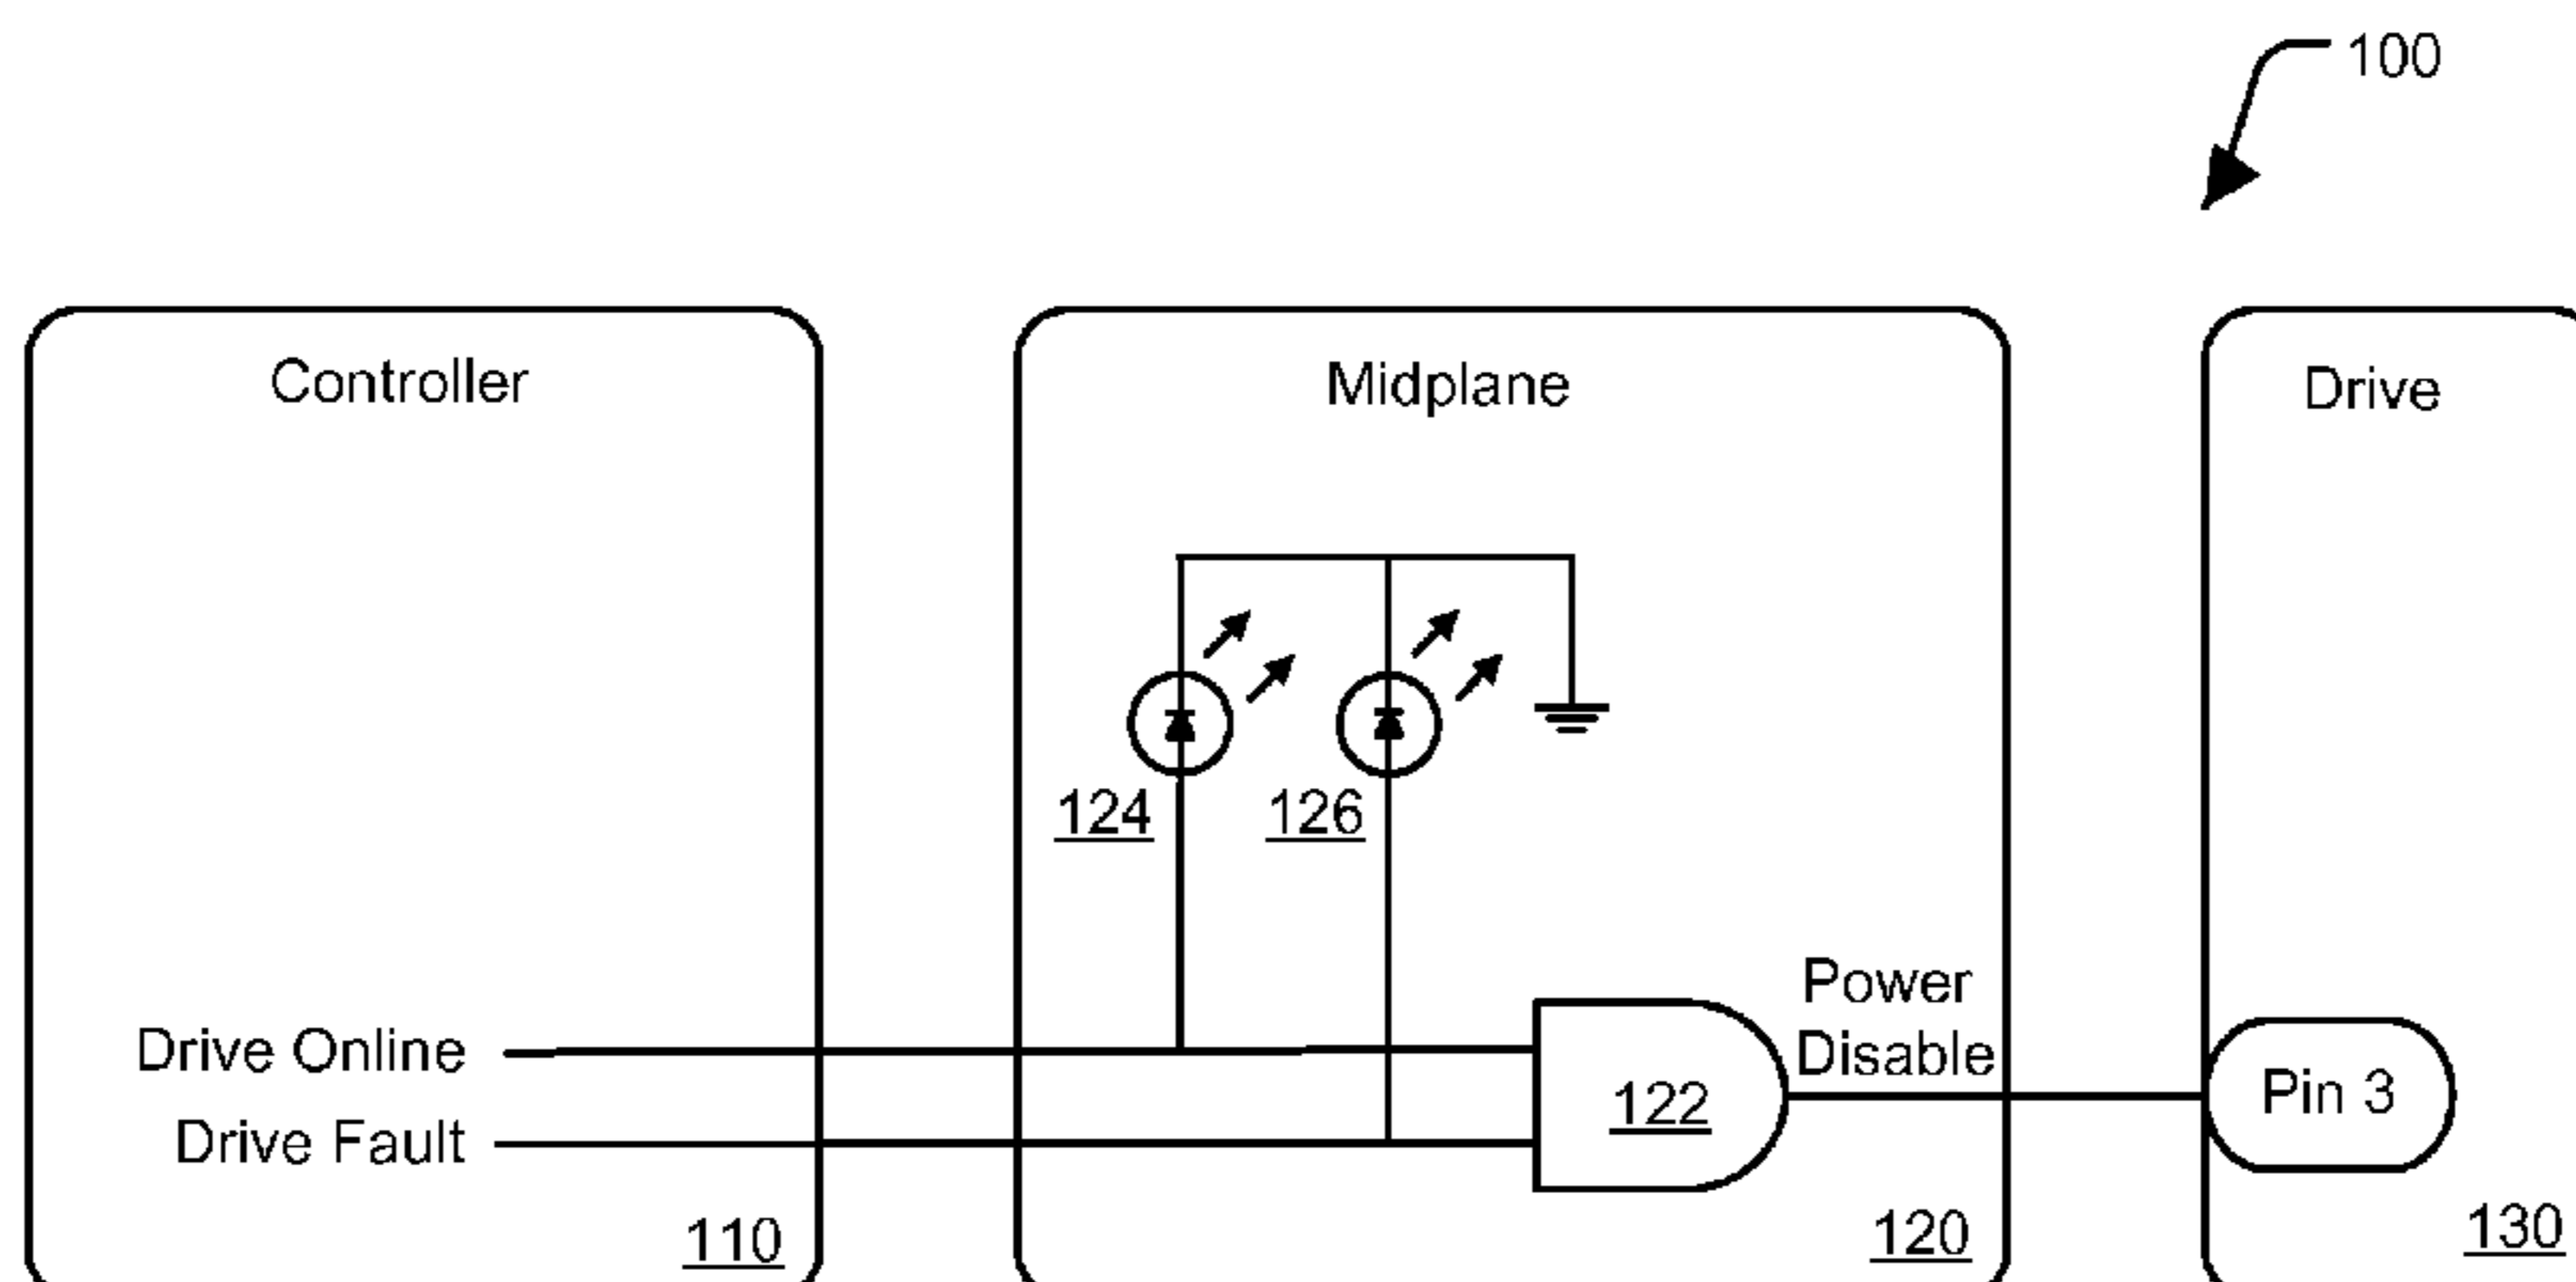 100
Controller
Midplane
Drive
124
126
Power
Disable
Drive Online
Drive Fault
122
Pin 3
110
120
130